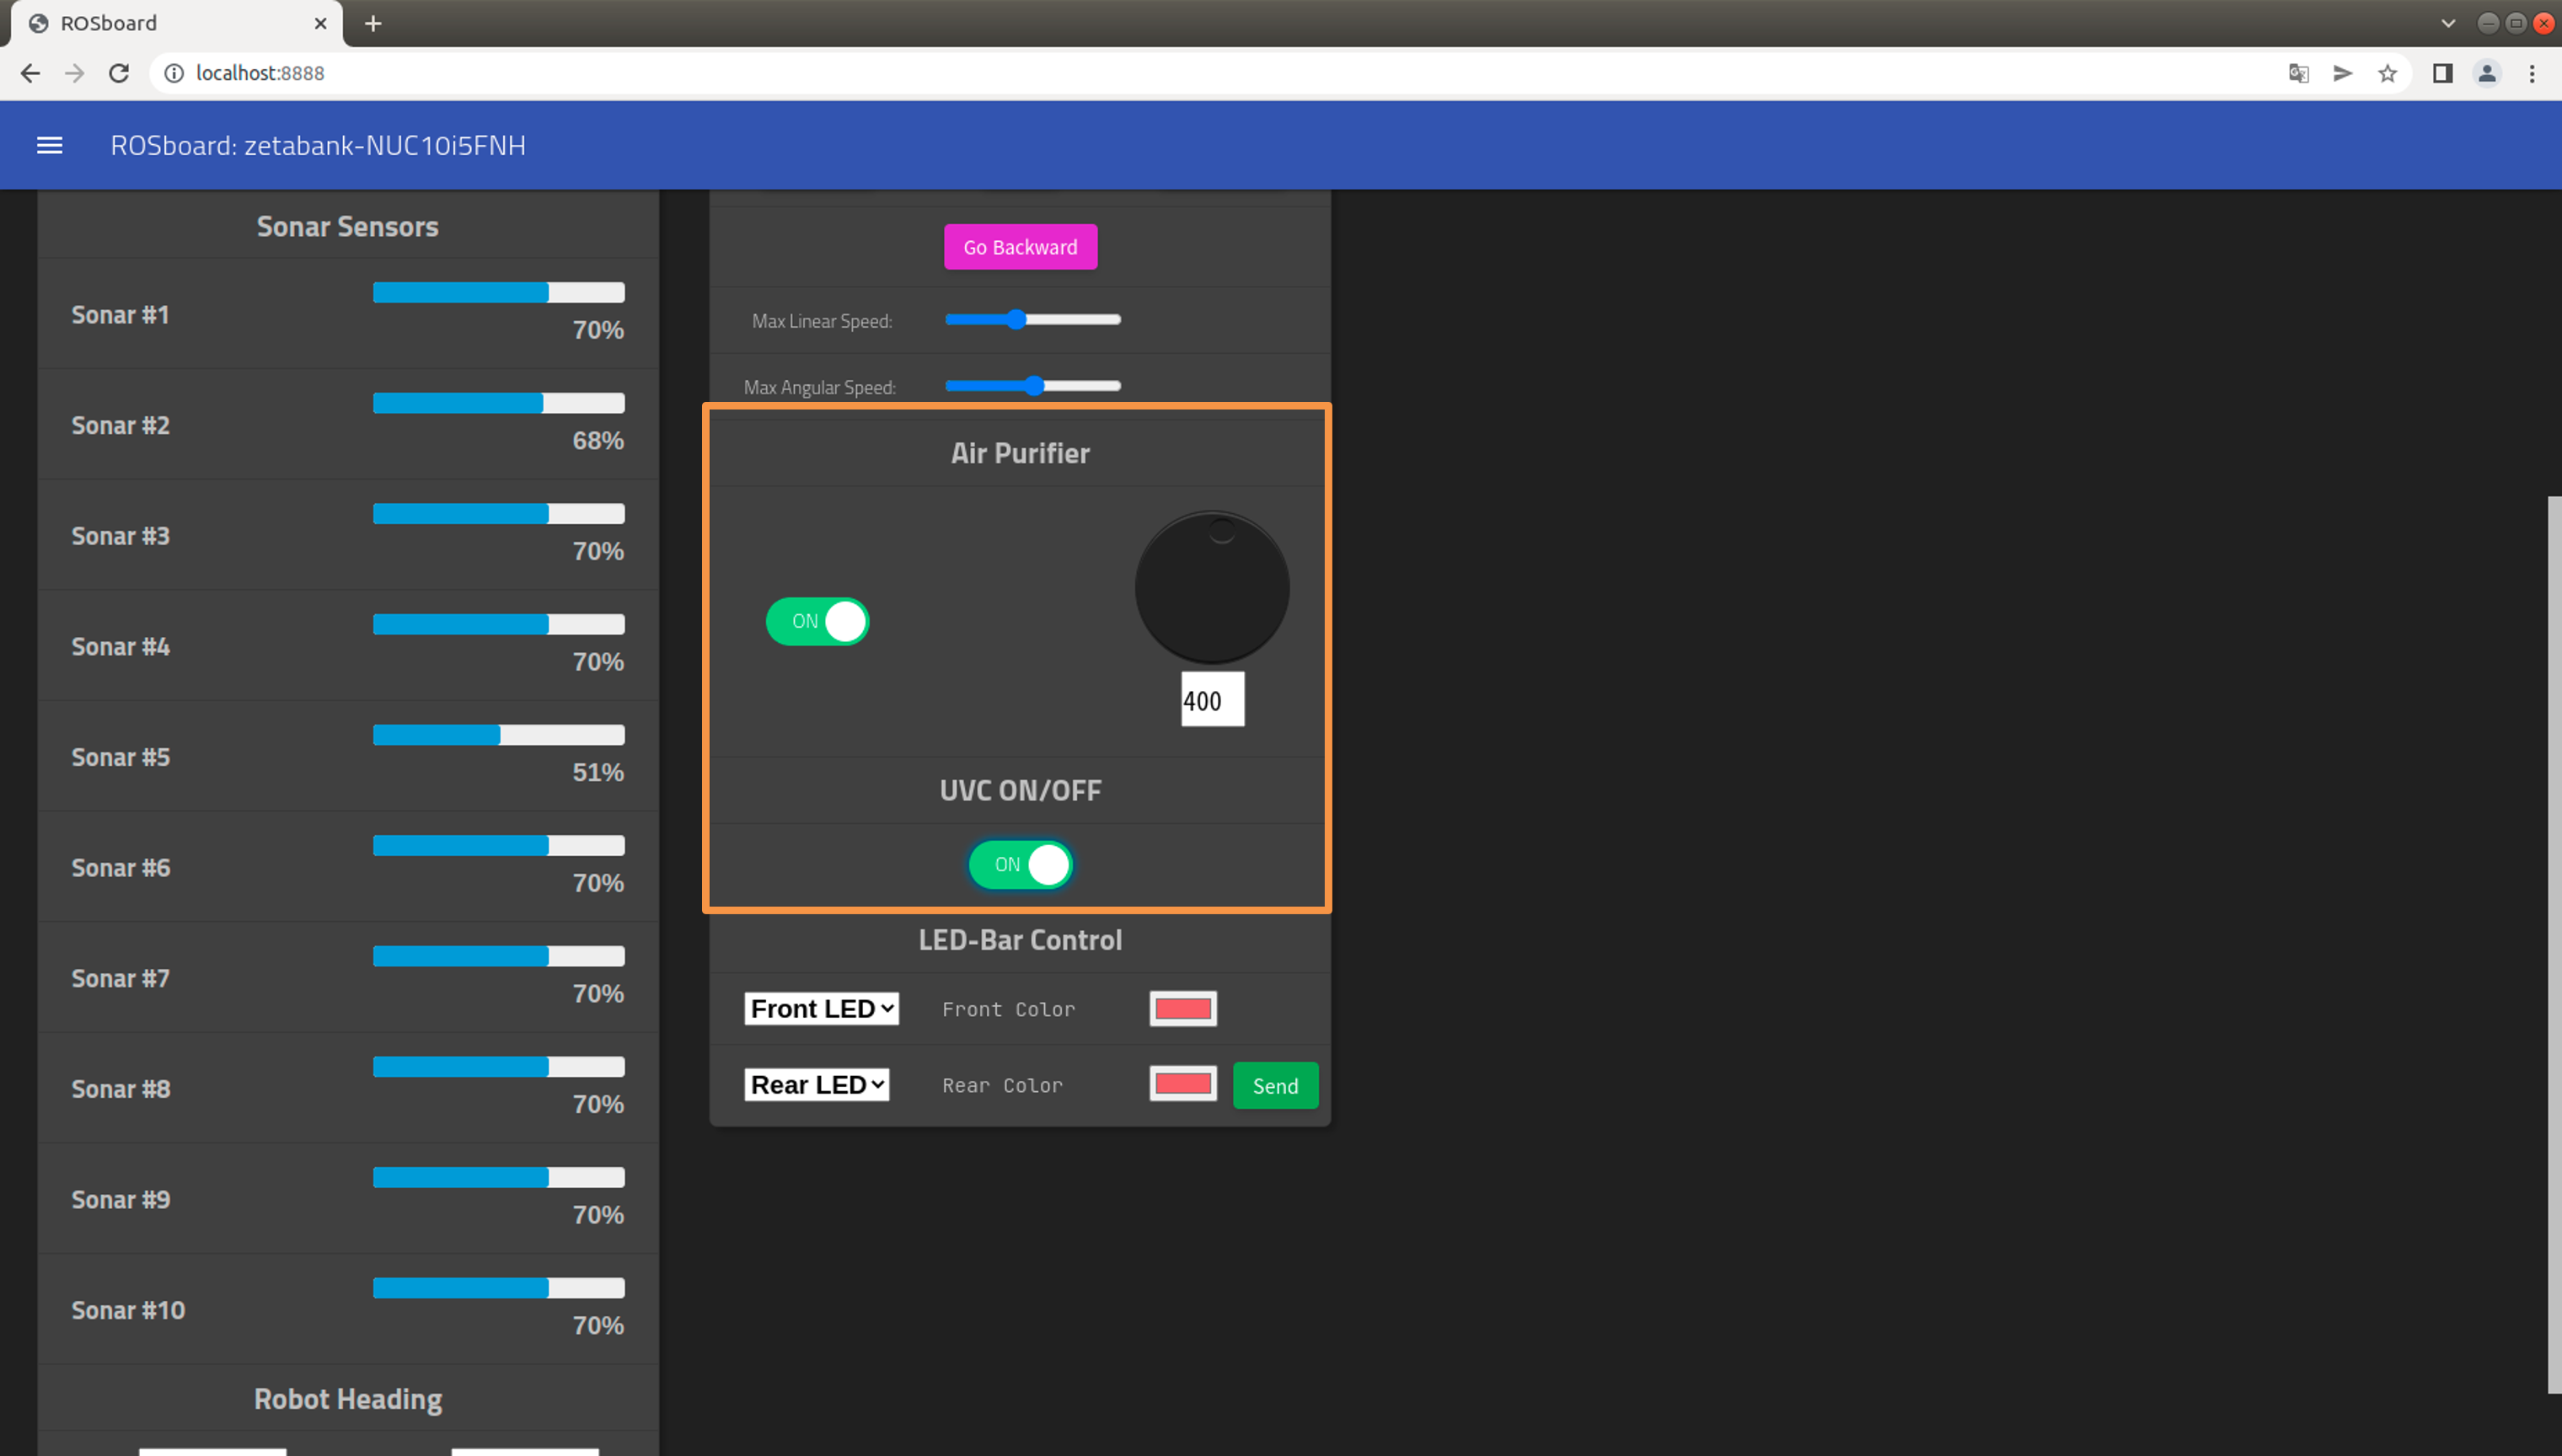 ROSboard
localhost:8888
ROSboard: zetabank-NUC10i5FNH
Sonar Sensors
Sonar #1
70%
Sonar #2
68%
Sonar #3
70%
Sonar #4
70%
Sonar #5
51%
Sonar #6
70%
Sonar #7
70%
Sonar #8
70%
Sonar #9
70%
Sonar #10
70%
Robot Heading
Go Backward
Max Linear Speed:
Max Angular Speed:
Air Purifier
ON
400
UVC ON/OFF
ON
LED-Bar Control
Front LED Front Color
Rear LED Rear Color Send